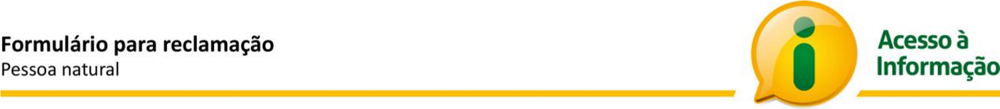 Formulário para reclamação
Pessoa natural
Acesso à
Informação